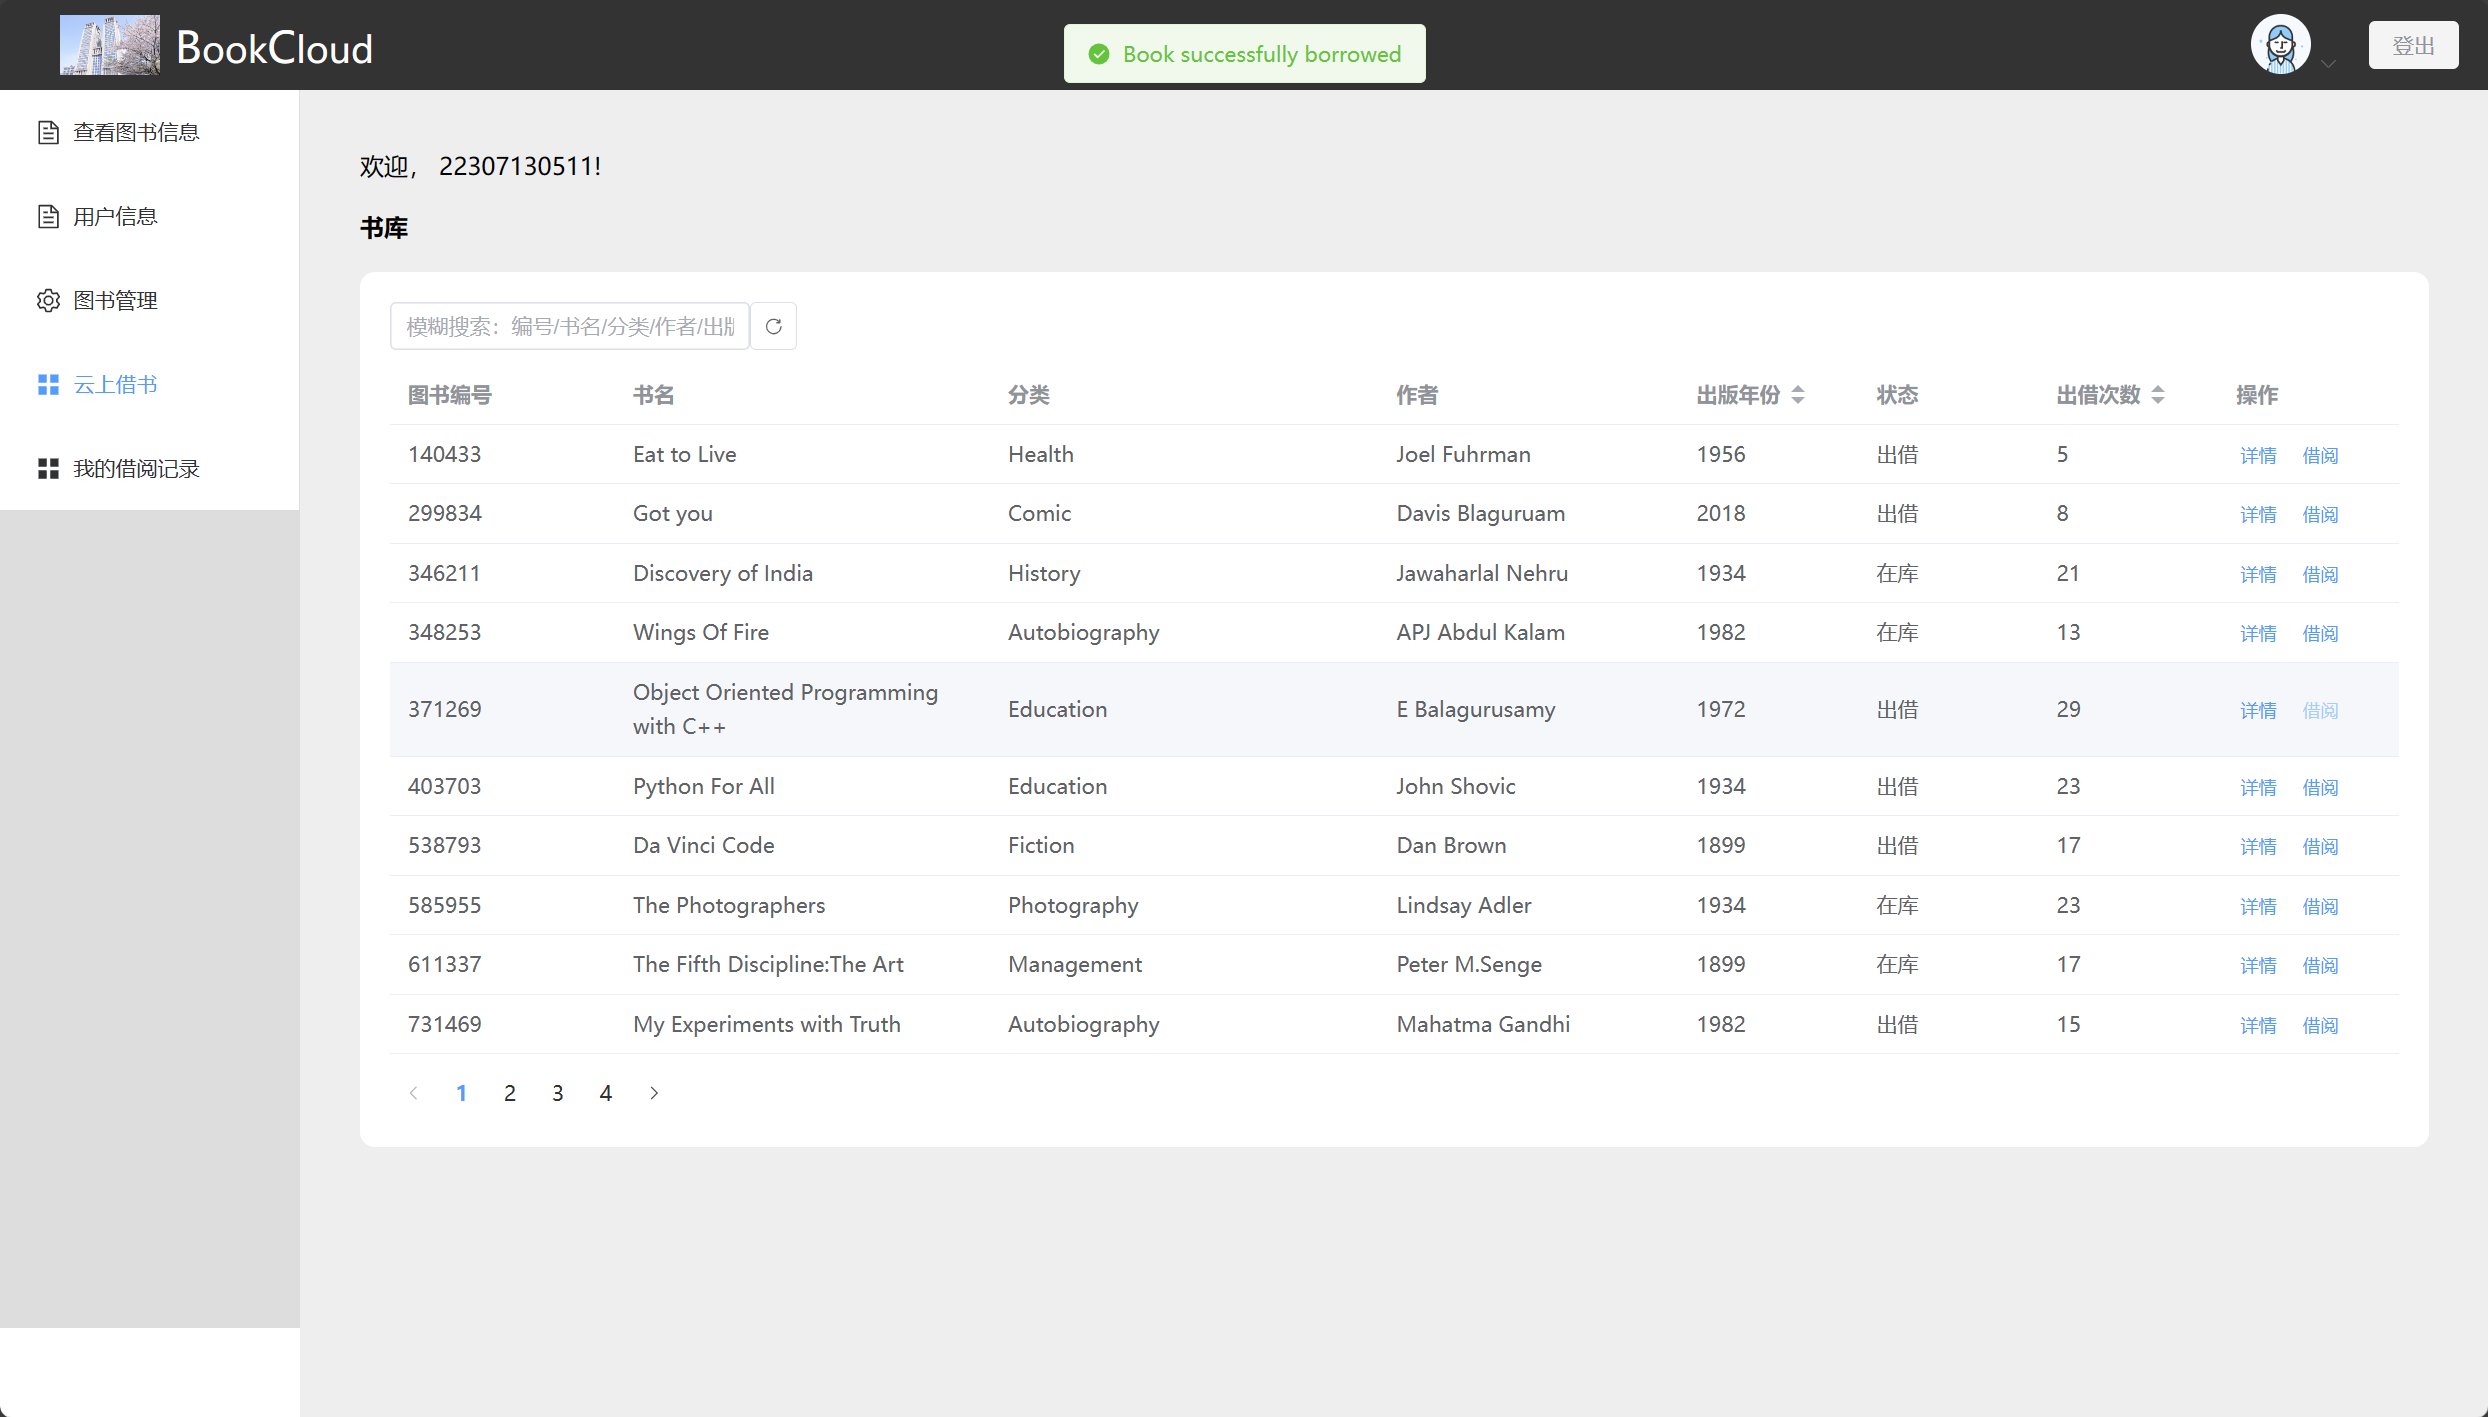 BookCloud
Book successfully borrowed
登出
查看图书信息
用户信息
图书管理
云上借书
我的借阅记录
欢迎， 22307130511!
书库
模糊搜索：编号/书名/分类/作者/出版
图书编号 书名 分类 作者 出版年份 状态 出借次数 操作
140433 Eat to Live Health Joel Fuhrman 1956 出借 5 详情 借阅
299834 Got you Comic Davis Blaguruam 2018 出借 8 详情 借阅
346211 Discovery of India History Jawaharlal Nehru 1934 在库 21 详情 借阅
348253 Wings Of Fire Autobiography APJ Abdul Kalam 1982 在库 13 详情 借阅
371269 Object Oriented Programming with C++ Education E Balagurusamy 1972 出借 29 详情 借阅
403703 Python For All Education John Shovic 1934 出借 23 详情 借阅
538793 Da Vinci Code Fiction Dan Brown 1899 出借 17 详情 借阅
585955 The Photographers Photography Lindsay Adler 1934 在库 23 详情 借阅
611337 The Fifth Discipline:The Art Management Peter M.Senge 1899 在库 17 详情 借阅
731469 My Experiments with Truth Autobiography Mahatma Gandhi 1982 出借 15 详情 借阅
1 2 3 4